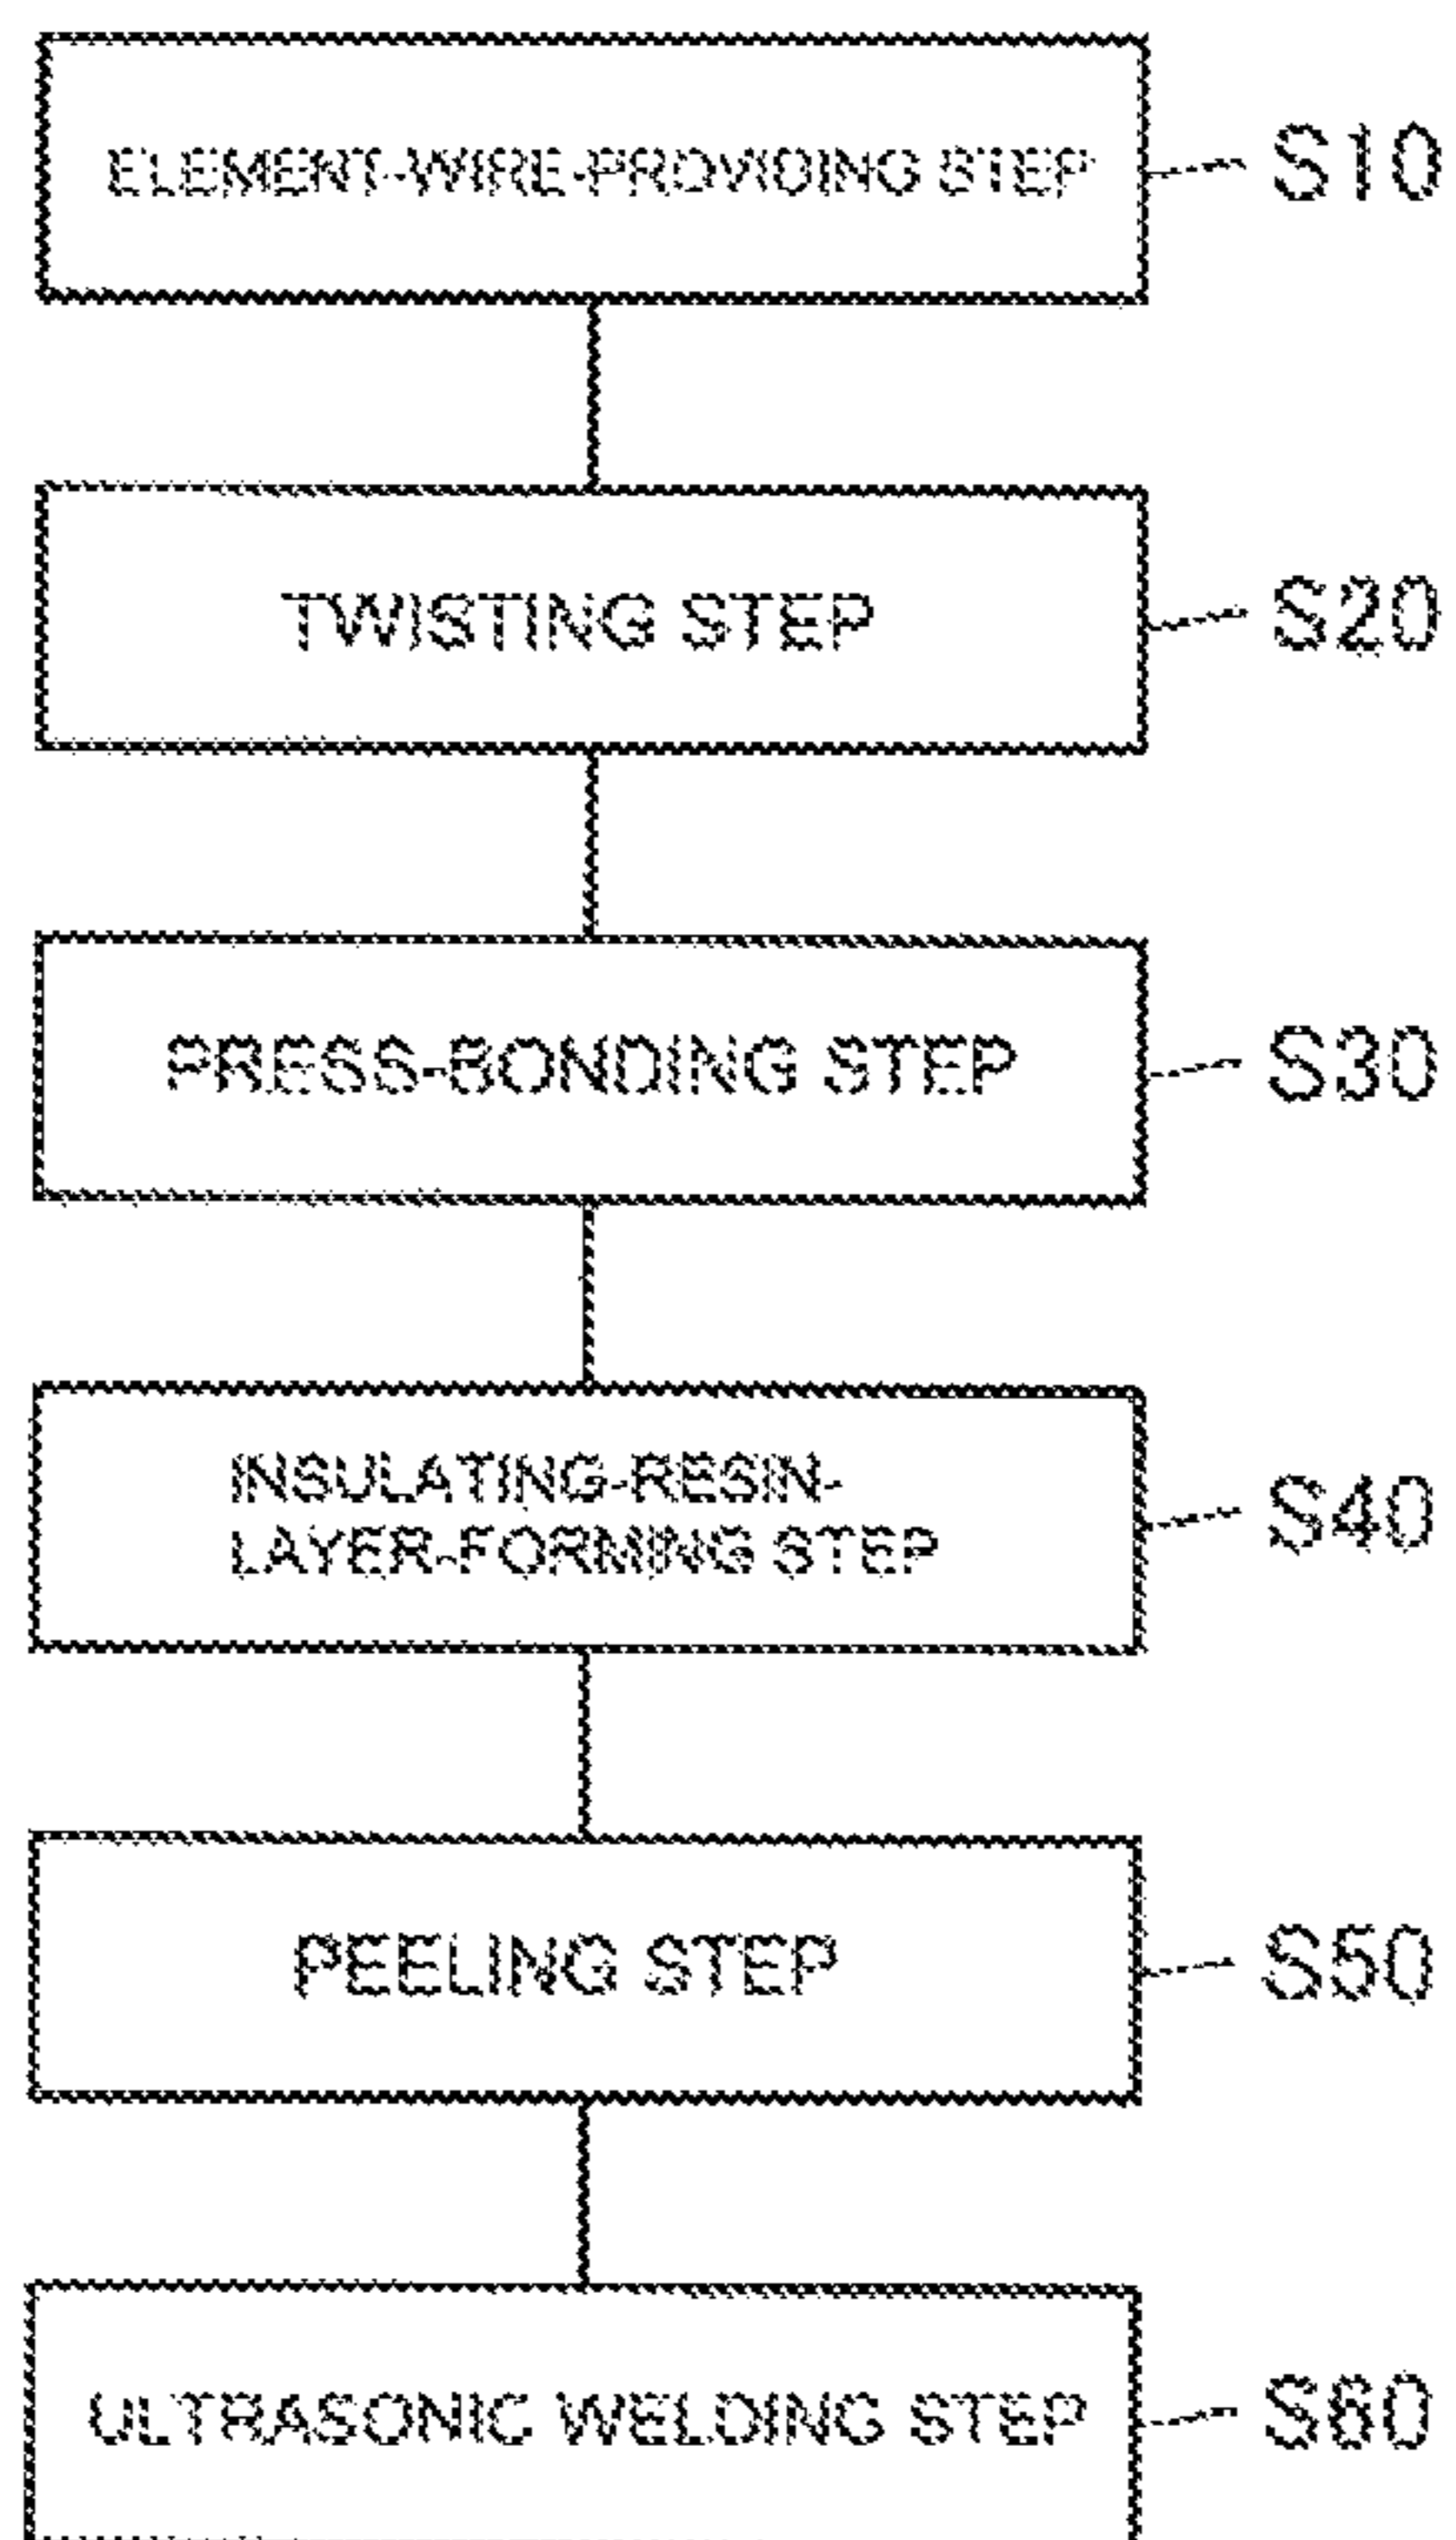 ELEMENT-WIRE-PROVIDING STEP
S10
TWISTING STEP
S20
PRESS-BONDING STEP
S30
INSULATING-RESIN-
LAYER-FORMING STEP
S40
PEELING STEP
S50
ULTRASONIC WELDING STEP
S60